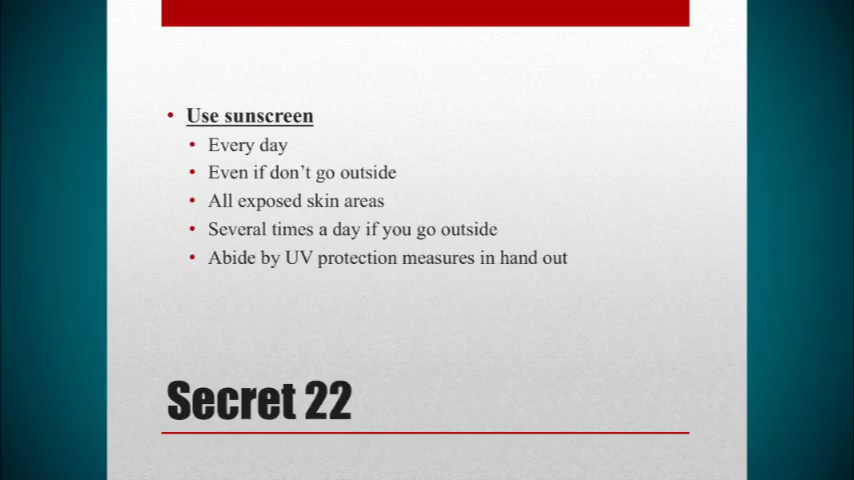 Use sunscreen
Every day
Even if don't go outside
All exposed skin areas
Several times a day if you go outside
Abide by UV protection measures in hand out
Secret 22